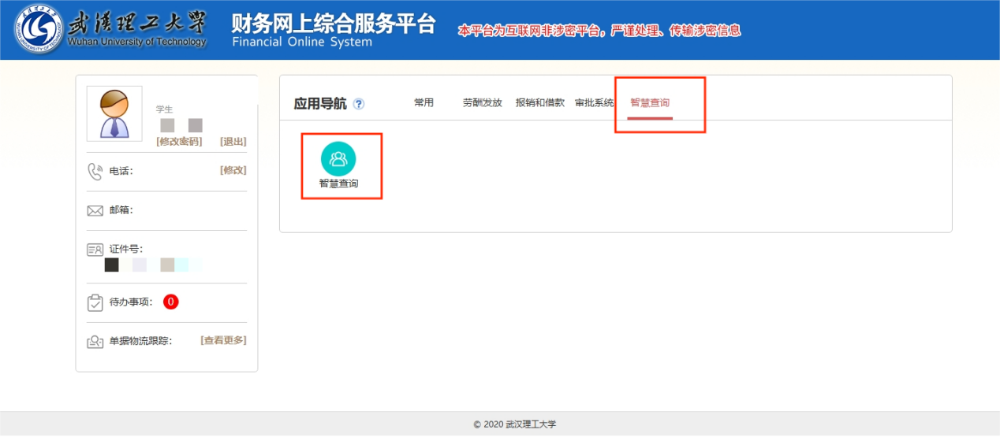 武汉理工大学
Wuhan University of Technology
财务网上综合服务平台
Financial Online System
本平台为互联网非涉密平台，严谨处理、传输涉密信息
学生
[修改密码] [退出]
电话： [修改]
邮箱：
证件号：
待办事项： 0
单据物流跟踪： [查看更多]
应用导航 ? 常用 劳酬发放 报销和借款 审批系统 智慧查询
智慧查询
© 2020 武汉理工大学